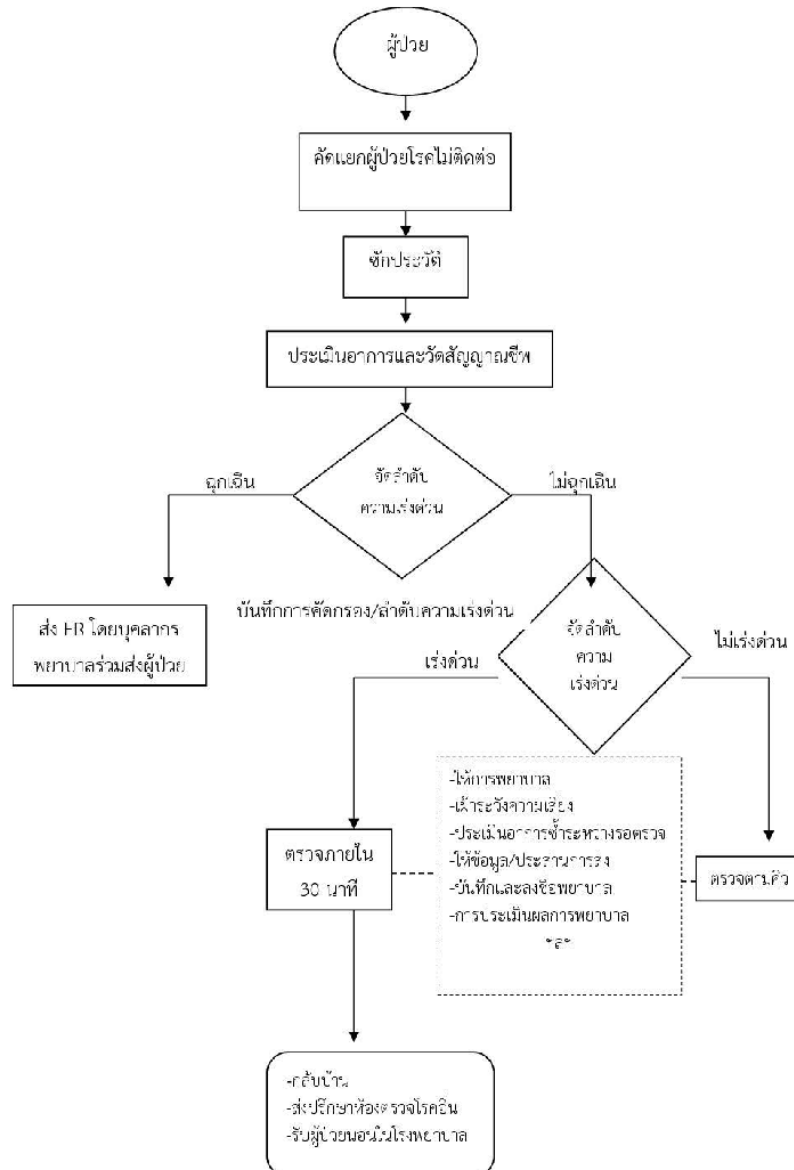 ผู้ป่วย
คัดแยกผู้ป่วยโรคไม่ติดต่อ
ซักประวัติ
ประเมินอาการและวัดสัญญาณชีพ
ฉุกเฉิน
จัดลำดับ
ความเร่งด่วน
ไม่ฉุกเฉิน
ส่ง ER โดยบุคลากร
พยาบาลร่วมส่งผู้ป่วย
บันทึกการคัดกรอง/ลำดับความเร่งด่วน
จัดลำดับ
ความ
เร่งด่วน
เร่งด่วน
ไม่เร่งด่วน
-ให้การพยาบาล
-เฝ้าระวังความเสี่ยง
-ประเมินอาการซ้ำระหว่างรอตรวจ
-ให้ข้อมูล/ประสานการส่ง
-บันทึกและลงชื่อพยาบาล
-การประเมินผลการพยาบาล
ฯลฯ
ตรวจภายใน
30 นาที
ตรวจตามคิว
-กลับบ้าน
-ส่งปรึกษาห้องตรวจโรคอื่น
-รับผู้ป่วยนอนในโรงพยาบาล